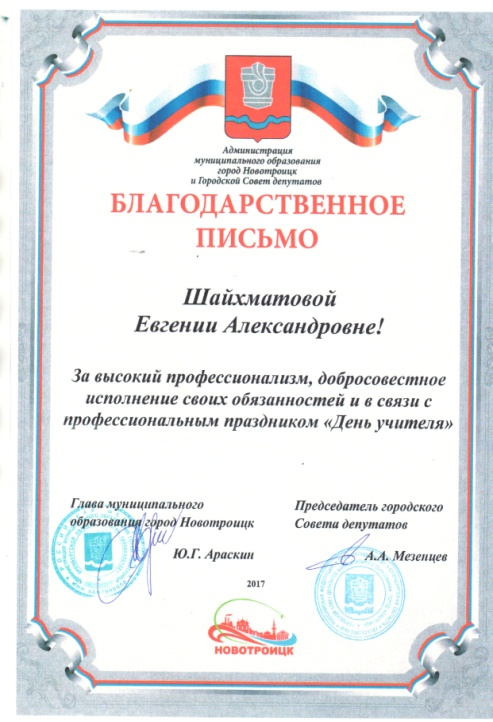 Администрация
муниципального образования
город Новотроицк
и Городской Совет депутатов
БЛАГОДАРСТВЕННОЕ
ПИСЬМО
Шайхматовой
Евгении Александровне!
За высокий профессионализм, добросовестное
исполнение своих обязанностей и в связи с
профессиональным праздником «День учителя»
Глава муниципального
образования город Новотроицк
Ю.Г. Араскин
Председатель городского
Совета депутатов
А.А. Мезенцев
2017
НОВОТРОИЦК